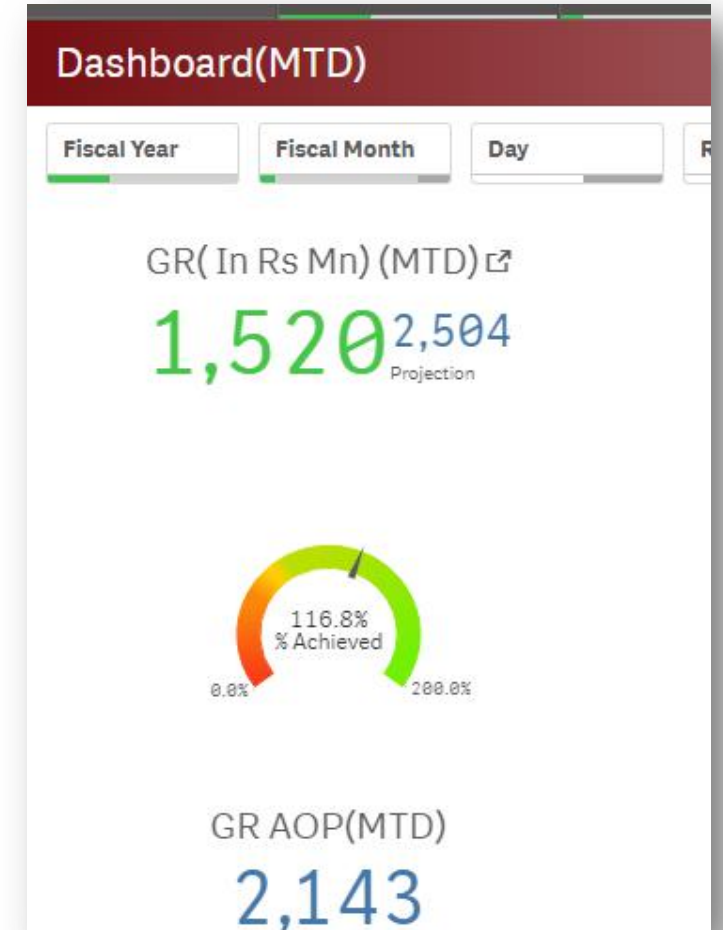 Dashboard(MTD)
Fiscal Year
Fiscal Month
Day
GR( In Rs Mn) (MTD)
1,520
2,504
Projection
116.8%
% Achieved
0.0%
200.0%
GR AOP(MTD)
2,143